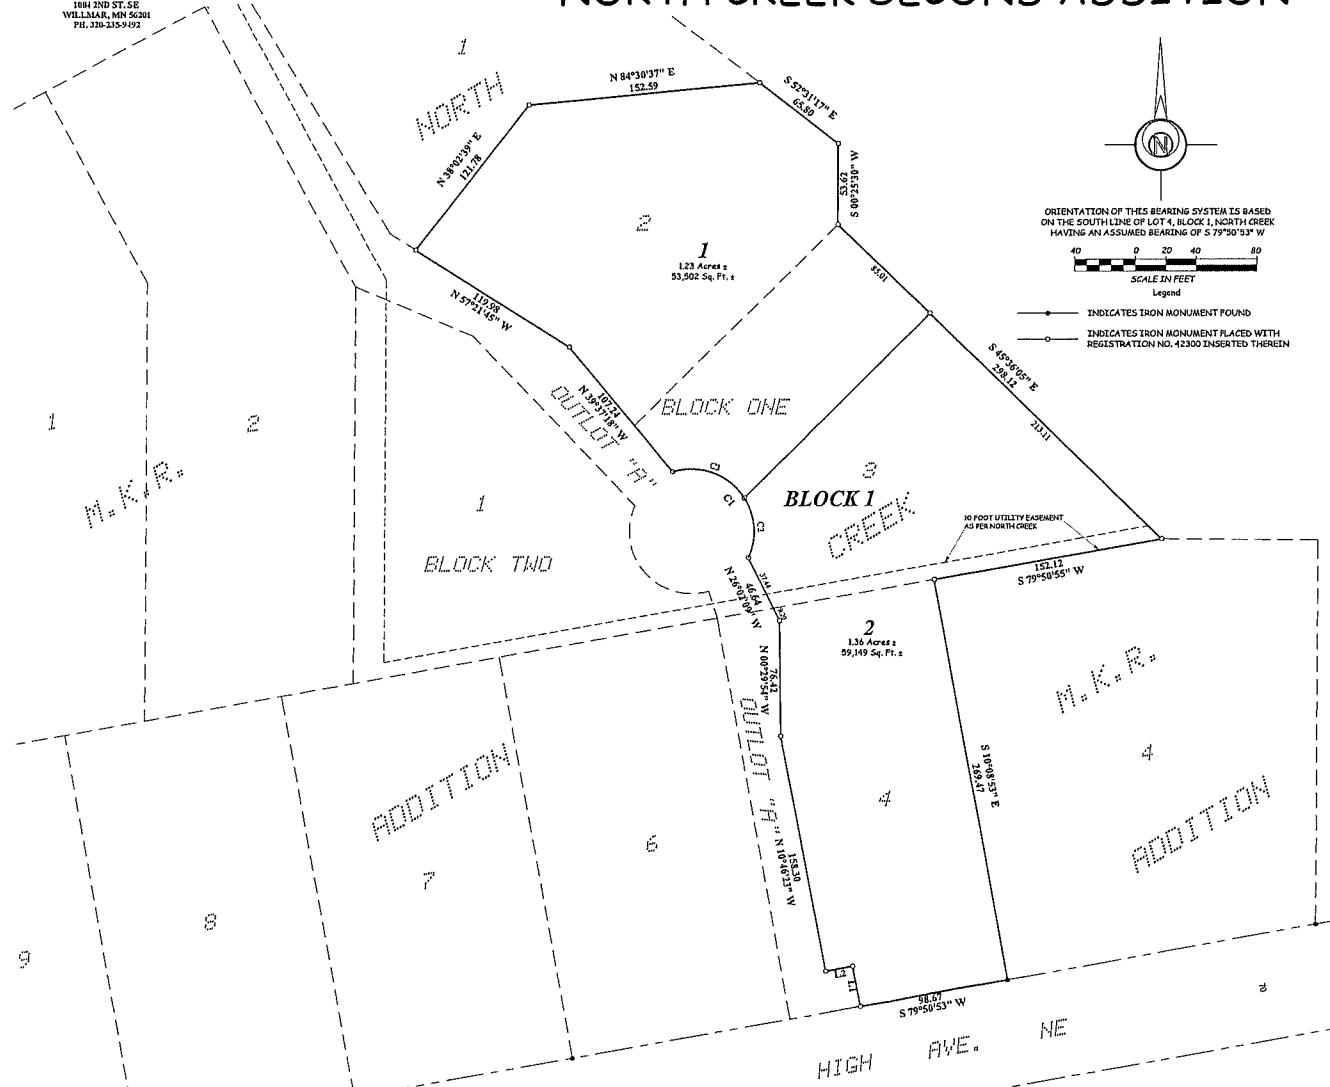 1004 2ND ST. SE
WILLMAR, MN 56201
PH. 320-235-9492
NORTH CREEK SECOND ADDITION
1
NORTH
N 84°30'37" E
152.59
S 52°31'17" E
65.80
N 38°02'39" E
121.78
53.62
S 00°25'30" W
2
1
1.23 Acres ±
53,502 Sq. Ft. ±
N
ORIENTATION OF THIS BEARING SYSTEM IS BASED
ON THE SOUTH LINE OF LOT 4, BLOCK 1, NORTH CREEK
HAVING AN ASSUMED BEARING OF S 79°50'53" W
40 0 20 40 80
SCALE IN FEET
Legend
INDICATES IRON MONUMENT FOUND
INDICATES IRON MONUMENT PLACED WITH
REGISTRATION NO. 42300 INSERTED THEREIN
85.01
119.98
N 57°21'45" W
S 45°36'05" E
298.12
213.11
107.24
N 39°37'18" W
OUTLOT "A"
BLOCK ONE
1
2
M.K.R.
1
BLOCK TWO
C3
C1
C2
BLOCK 1
3
CREEK
10 FOOT UTILITY EASEMENT
AS PER NORTH CREEK
152.12
S 79°50'55" W
37.44
46.64
N 26°03'09" W
2
1.36 Acres ±
59,149 Sq. Ft. ±
76.42
N 00°29'54" W
OUTLOT "A"
M.K.R.
4
ADDITION
S 10°08'53" E
269.47
4
158.30
N 10°46'23" W
ADDITION
6
7
8
9
L2
L1
98.67
S 79°50'53" W
HIGH AVE. NE